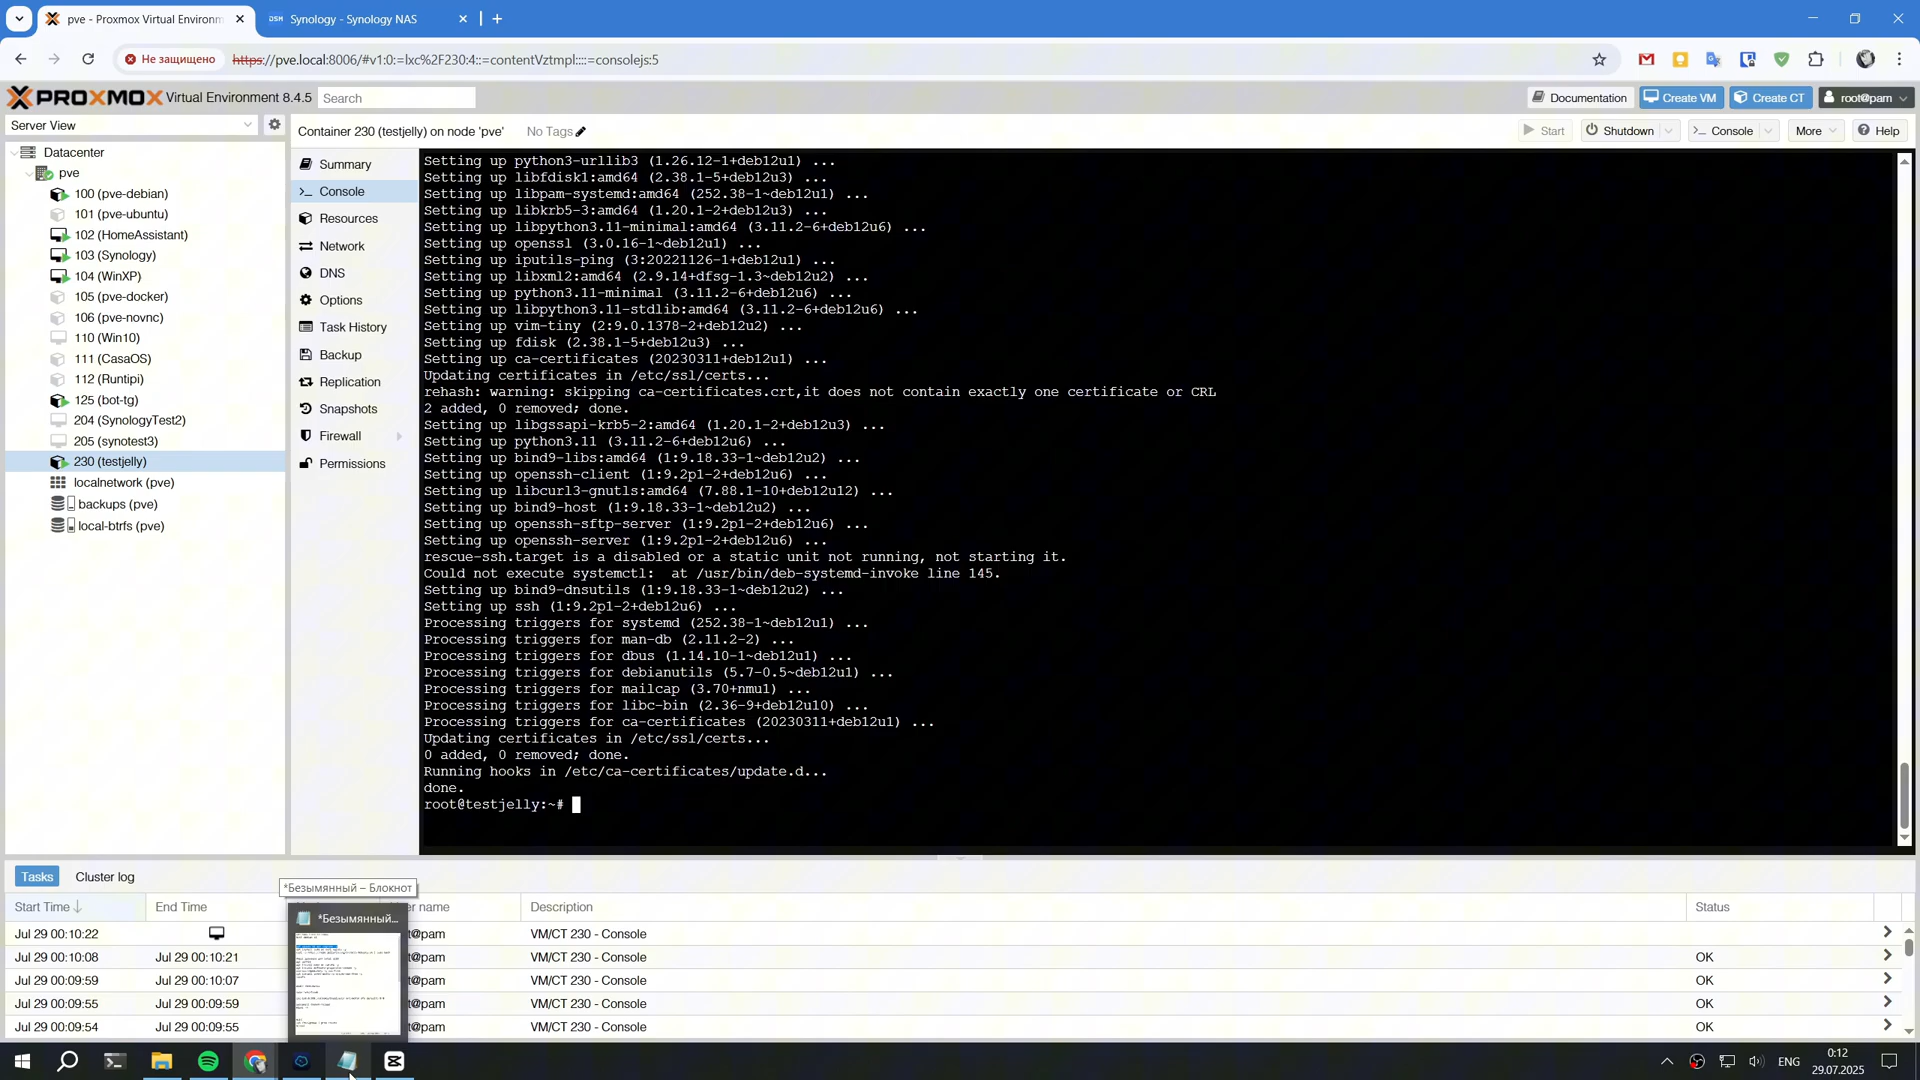 pve - Proxmox Virtual Environm
Synology - Synology NAS
Не защищено
https://pve.local:8006/#v1:0:=lxc%2F230:4::=contentVztmpl::::=consolejs:5
PROXMOX Virtual Environment 8.4.5
Search
Documentation
Create VM
Create CT
root@pam
Server View
Container 230 (testjelly) on node 'pve'
No Tags
Start
Shutdown
Console
More
Help
Datacenter
pve
100 (pve-debian)
101 (pve-ubuntu)
102 (HomeAssistant)
103 (Synology)
104 (WinXP)
105 (pve-docker)
106 (pve-novnc)
110 (Win10)
111 (CasaOS)
112 (Runtipi)
125 (bot-tg)
204 (SynologyTest2)
205 (synotest3)
230 (testjelly)
localnetwork (pve)
backups (pve)
local-btrfs (pve)
Summary
Console
Resources
Network
DNS
Options
Task History
Backup
Replication
Snapshots
Firewall
Permissions
Setting up python3-urllib3 (1.26.12-1+deb12u1) ...
Setting up libfdisk1:amd64 (2.38.1-5+deb12u3) ...
Setting up libpam-systemd:amd64 (252.38-1~deb12u1) ...
Setting up libkrb5-3:amd64 (1.20.1-2+deb12u3) ...
Setting up libpython3.11-minimal:amd64 (3.11.2-6+deb12u6) ...
Setting up openssl (3.0.16-1~deb12u1) ...
Setting up iputils-ping (3:20221126-1+deb12u1) ...
Setting up libxml2:amd64 (2.9.14+dfsg-1.3~deb12u2) ...
Setting up python3.11-minimal (3.11.2-6+deb12u6) ...
Setting up libpython3.11-stdlib:amd64 (3.11.2-6+deb12u6) ...
Setting up vim-tiny (2:9.0.1378-2+deb12u2) ...
Setting up fdisk (2.38.1-5+deb12u3) ...
Setting up ca-certificates (20230311+deb12u1) ...
Updating certificates in /etc/ssl/certs...
rehash: warning: skipping ca-certificates.crt,it does not contain exactly one certificate or CRL
2 added, 0 removed; done.
Setting up libgssapi-krb5-2:amd64 (1.20.1-2+deb12u3) ...
Setting up python3.11 (3.11.2-6+deb12u6) ...
Setting up bind9-libs:amd64 (1:9.18.33-1~deb12u2) ...
Setting up openssh-client (1:9.2p1-2+deb12u6) ...
Setting up libcurl3-gnutls:amd64 (7.88.1-10+deb12u12) ...
Setting up bind9-host (1:9.18.33-1~deb12u2) ...
Setting up openssh-sftp-server (1:9.2p1-2+deb12u6) ...
Setting up openssh-server (1:9.2p1-2+deb12u6) ...
rescue-ssh.target is a disabled or a static unit not running, not starting it.
Could not execute systemctl:  at /usr/bin/deb-systemd-invoke line 145.
Setting up bind9-dnsutils (1:9.18.33-1~deb12u2) ...
Setting up ssh (1:9.2p1-2+deb12u6) ...
Processing triggers for systemd (252.38-1~deb12u1) ...
Processing triggers for man-db (2.11.2-2) ...
Processing triggers for dbus (1.14.10-1~deb12u1) ...
Processing triggers for debianutils (5.7-0.5~deb12u1) ...
Processing triggers for mailcap (3.70+nmu1) ...
Processing triggers for libc-bin (2.36-9+deb12u10) ...
Processing triggers for ca-certificates (20230311+deb12u1) ...
Updating certificates in /etc/ssl/certs...
0 added, 0 removed; done.
Running hooks in /etc/ca-certificates/update.d...
done.
root@testjelly:~#
Tasks
Cluster log
*Безымянный – Блокнот
*Безымянный...
Start Time
End Time
er name
Description
Status
Jul 29 00:10:22
t@pam
VM/CT 230 - Console
Jul 29 00:10:08
Jul 29 00:10:21
t@pam
VM/CT 230 - Console
OK
Jul 29 00:09:59
Jul 29 00:10:07
t@pam
VM/CT 230 - Console
OK
Jul 29 00:09:55
Jul 29 00:09:59
t@pam
VM/CT 230 - Console
OK
Jul 29 00:09:54
Jul 29 00:09:55
t@pam
VM/CT 230 - Console
OK
ENG
0:12
29.07.2025